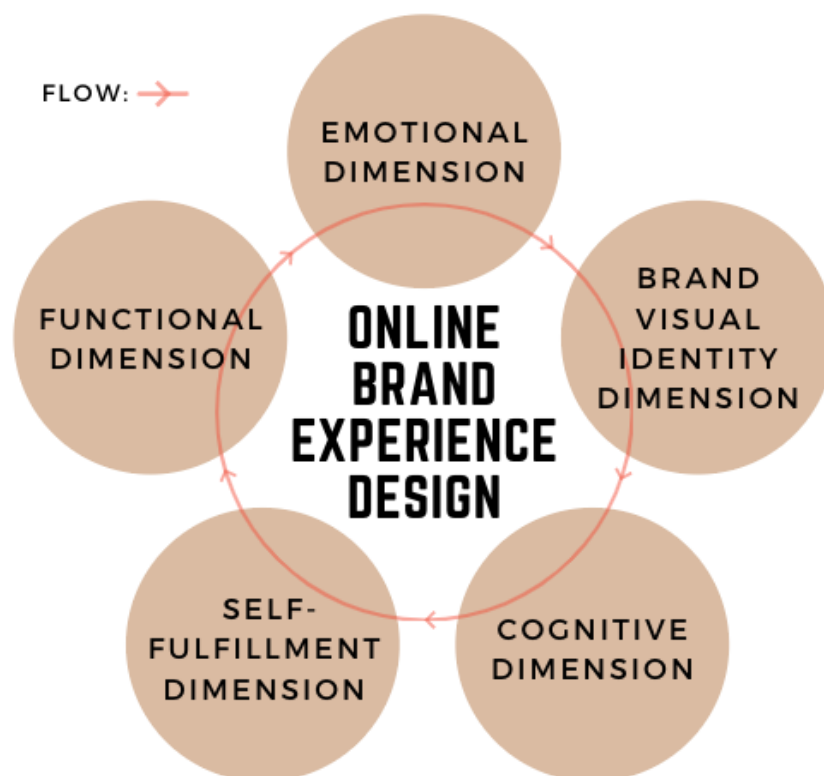 FLOW:
EMOTIONAL
DIMENSION
BRAND
VISUAL
IDENTITY
DIMENSION
FUNCTIONAL
DIMENSION
ONLINE
BRAND
EXPERIENCE
DESIGN
SELF-
FULFILLMENT
DIMENSION
COGNITIVE
DIMENSION